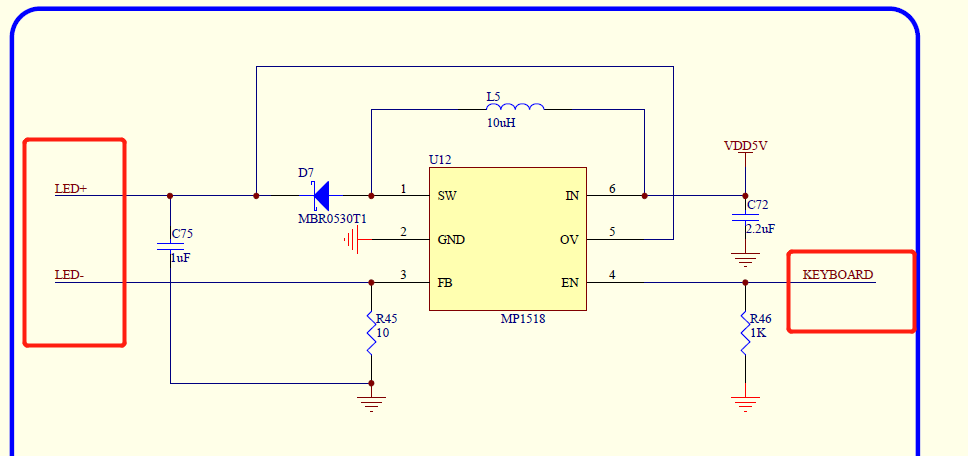 L5
10uH
VDD5V
U12
D7
LED+
1
SW
IN
6
C72
2.2uF
MBR0530T1
C75
1uF
2
GND
OV
5
LED-
3
FB
EN
4
KEYBOARD
R45
10
MP1518
R46
1K